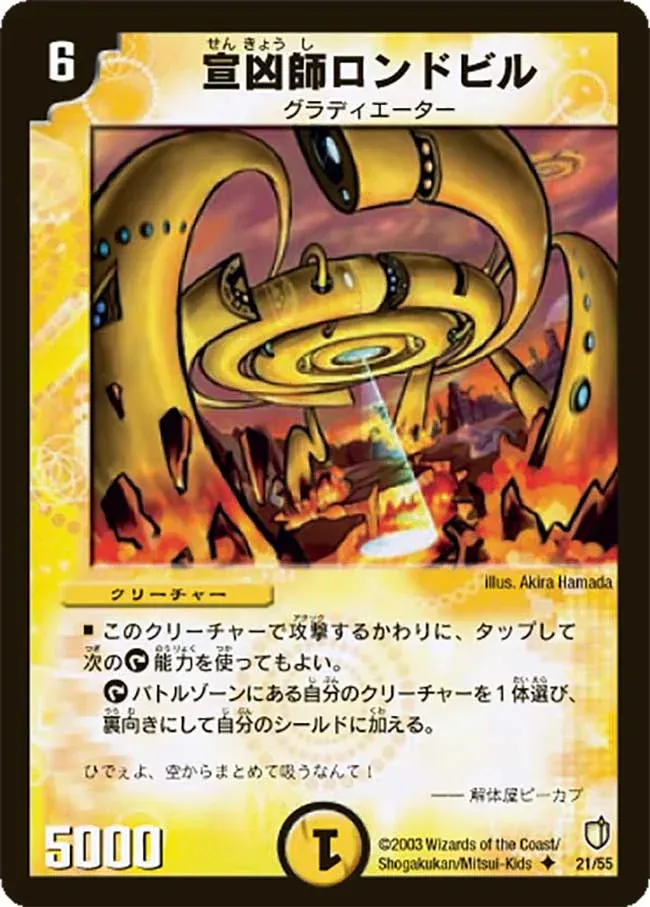 6
せんきょうし
宣凶師ロンドビル
グラディエーター
illus. Akira Hamada
クリーチャー
■ このクリーチャーで攻撃するかわりに、タップして
次の能力を使ってもよい。
バトルゾーンにある自分のクリーチャーを1体選び、
裏向きにして自分のシールドに加える。
ひでぇよ、空からまとめて吸うなんて!
―― 解体屋ピーカプ
5000
1
©2003 Wizards of the Coast/
Shogakukan/Mitsui-Kids
21/55